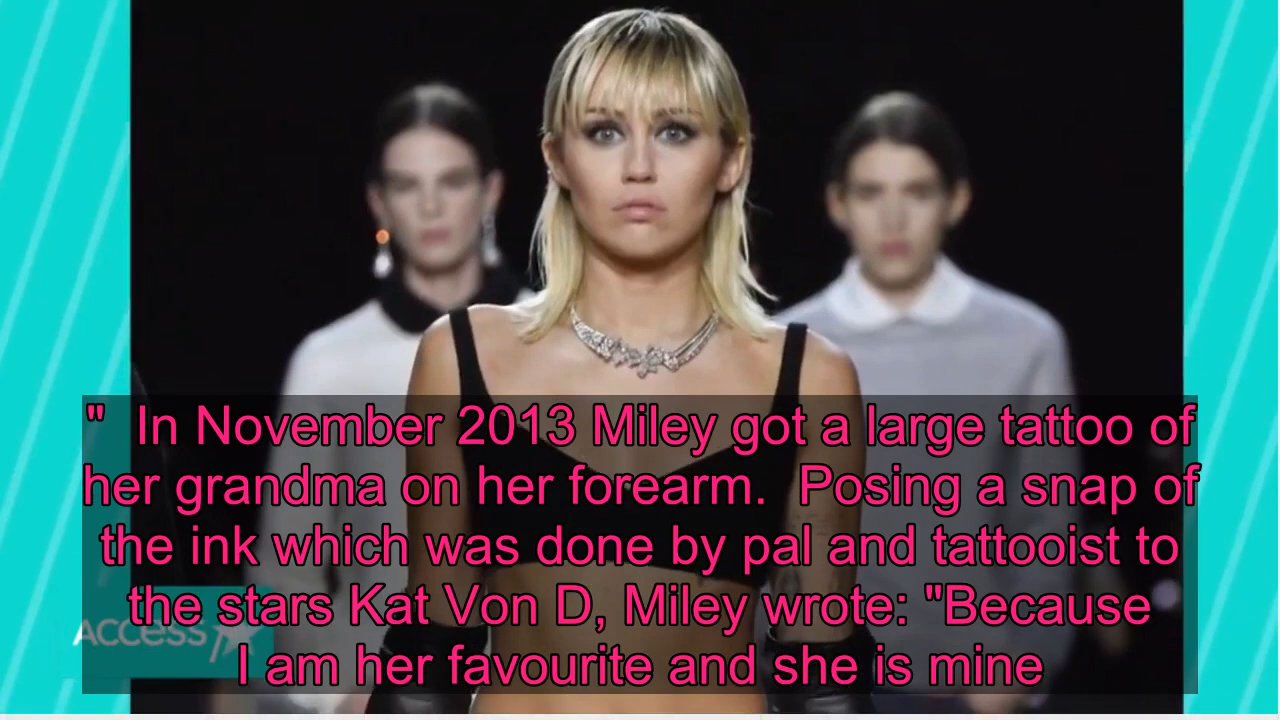 "  In November 2013 Miley got a large tattoo of
her grandma on her forearm.  Posing a snap of
the ink which was done by pal and tattooist to
the stars Kat Von D, Miley wrote: "Because
I am her favourite and she is mine
ACCESS